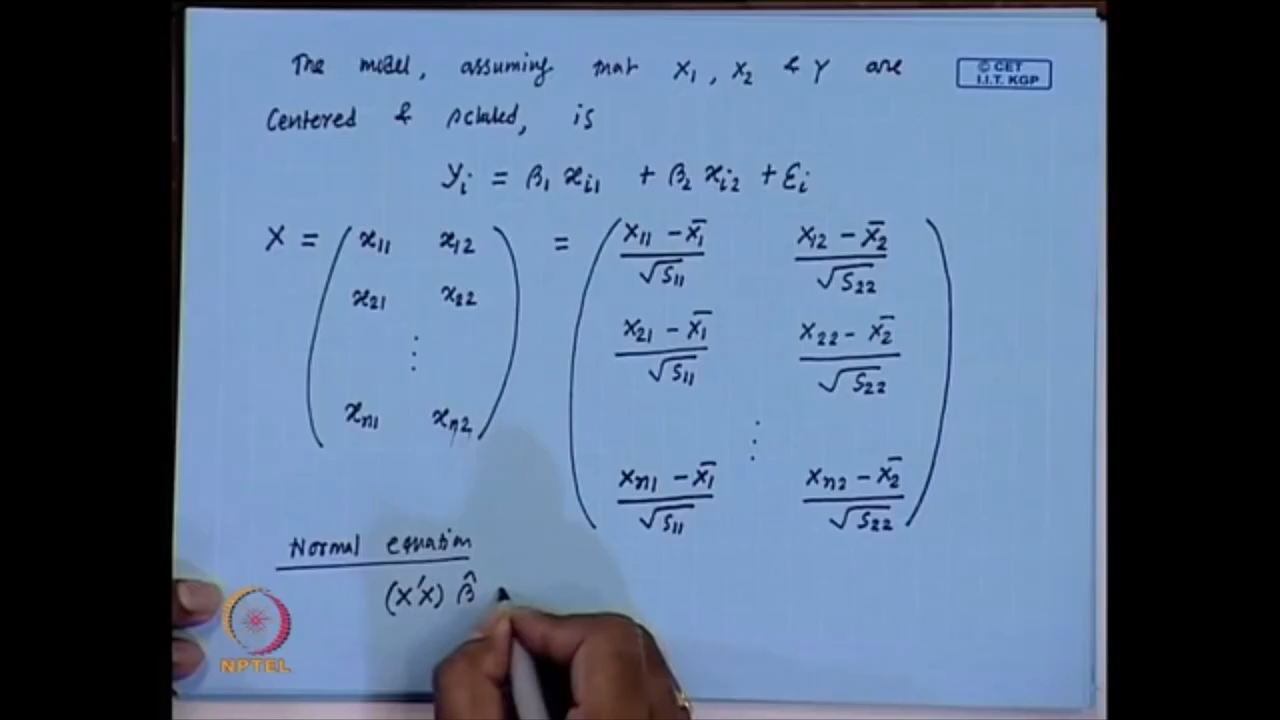 The model, assuming that X₁, X₂ & Y are
© CET
I.I.T. KGP
Centered & sclaled, is
yᵢ = β₁ xᵢ₁ + β₂ xᵢ₂ + εᵢ
X = ( x₁₁ x₁₂ ) = ( (X₁₁ - X̄₁)/√S₁₁ (X₁₂ - X̄₂)/√S₂₂ )
x₂₁ x₂₂ (X₂₁ - X̄₁)/√S₁₁ (X₂₂ - X̄₂)/√S₂₂
⋮ ⋮
xₙ₁ xₙ₂ (Xₙ₁ - X̄₁)/√S₁₁ (Xₙ₂ - X̄₂)/√S₂₂
Normal equation
(X'X) β̂
NPTEL